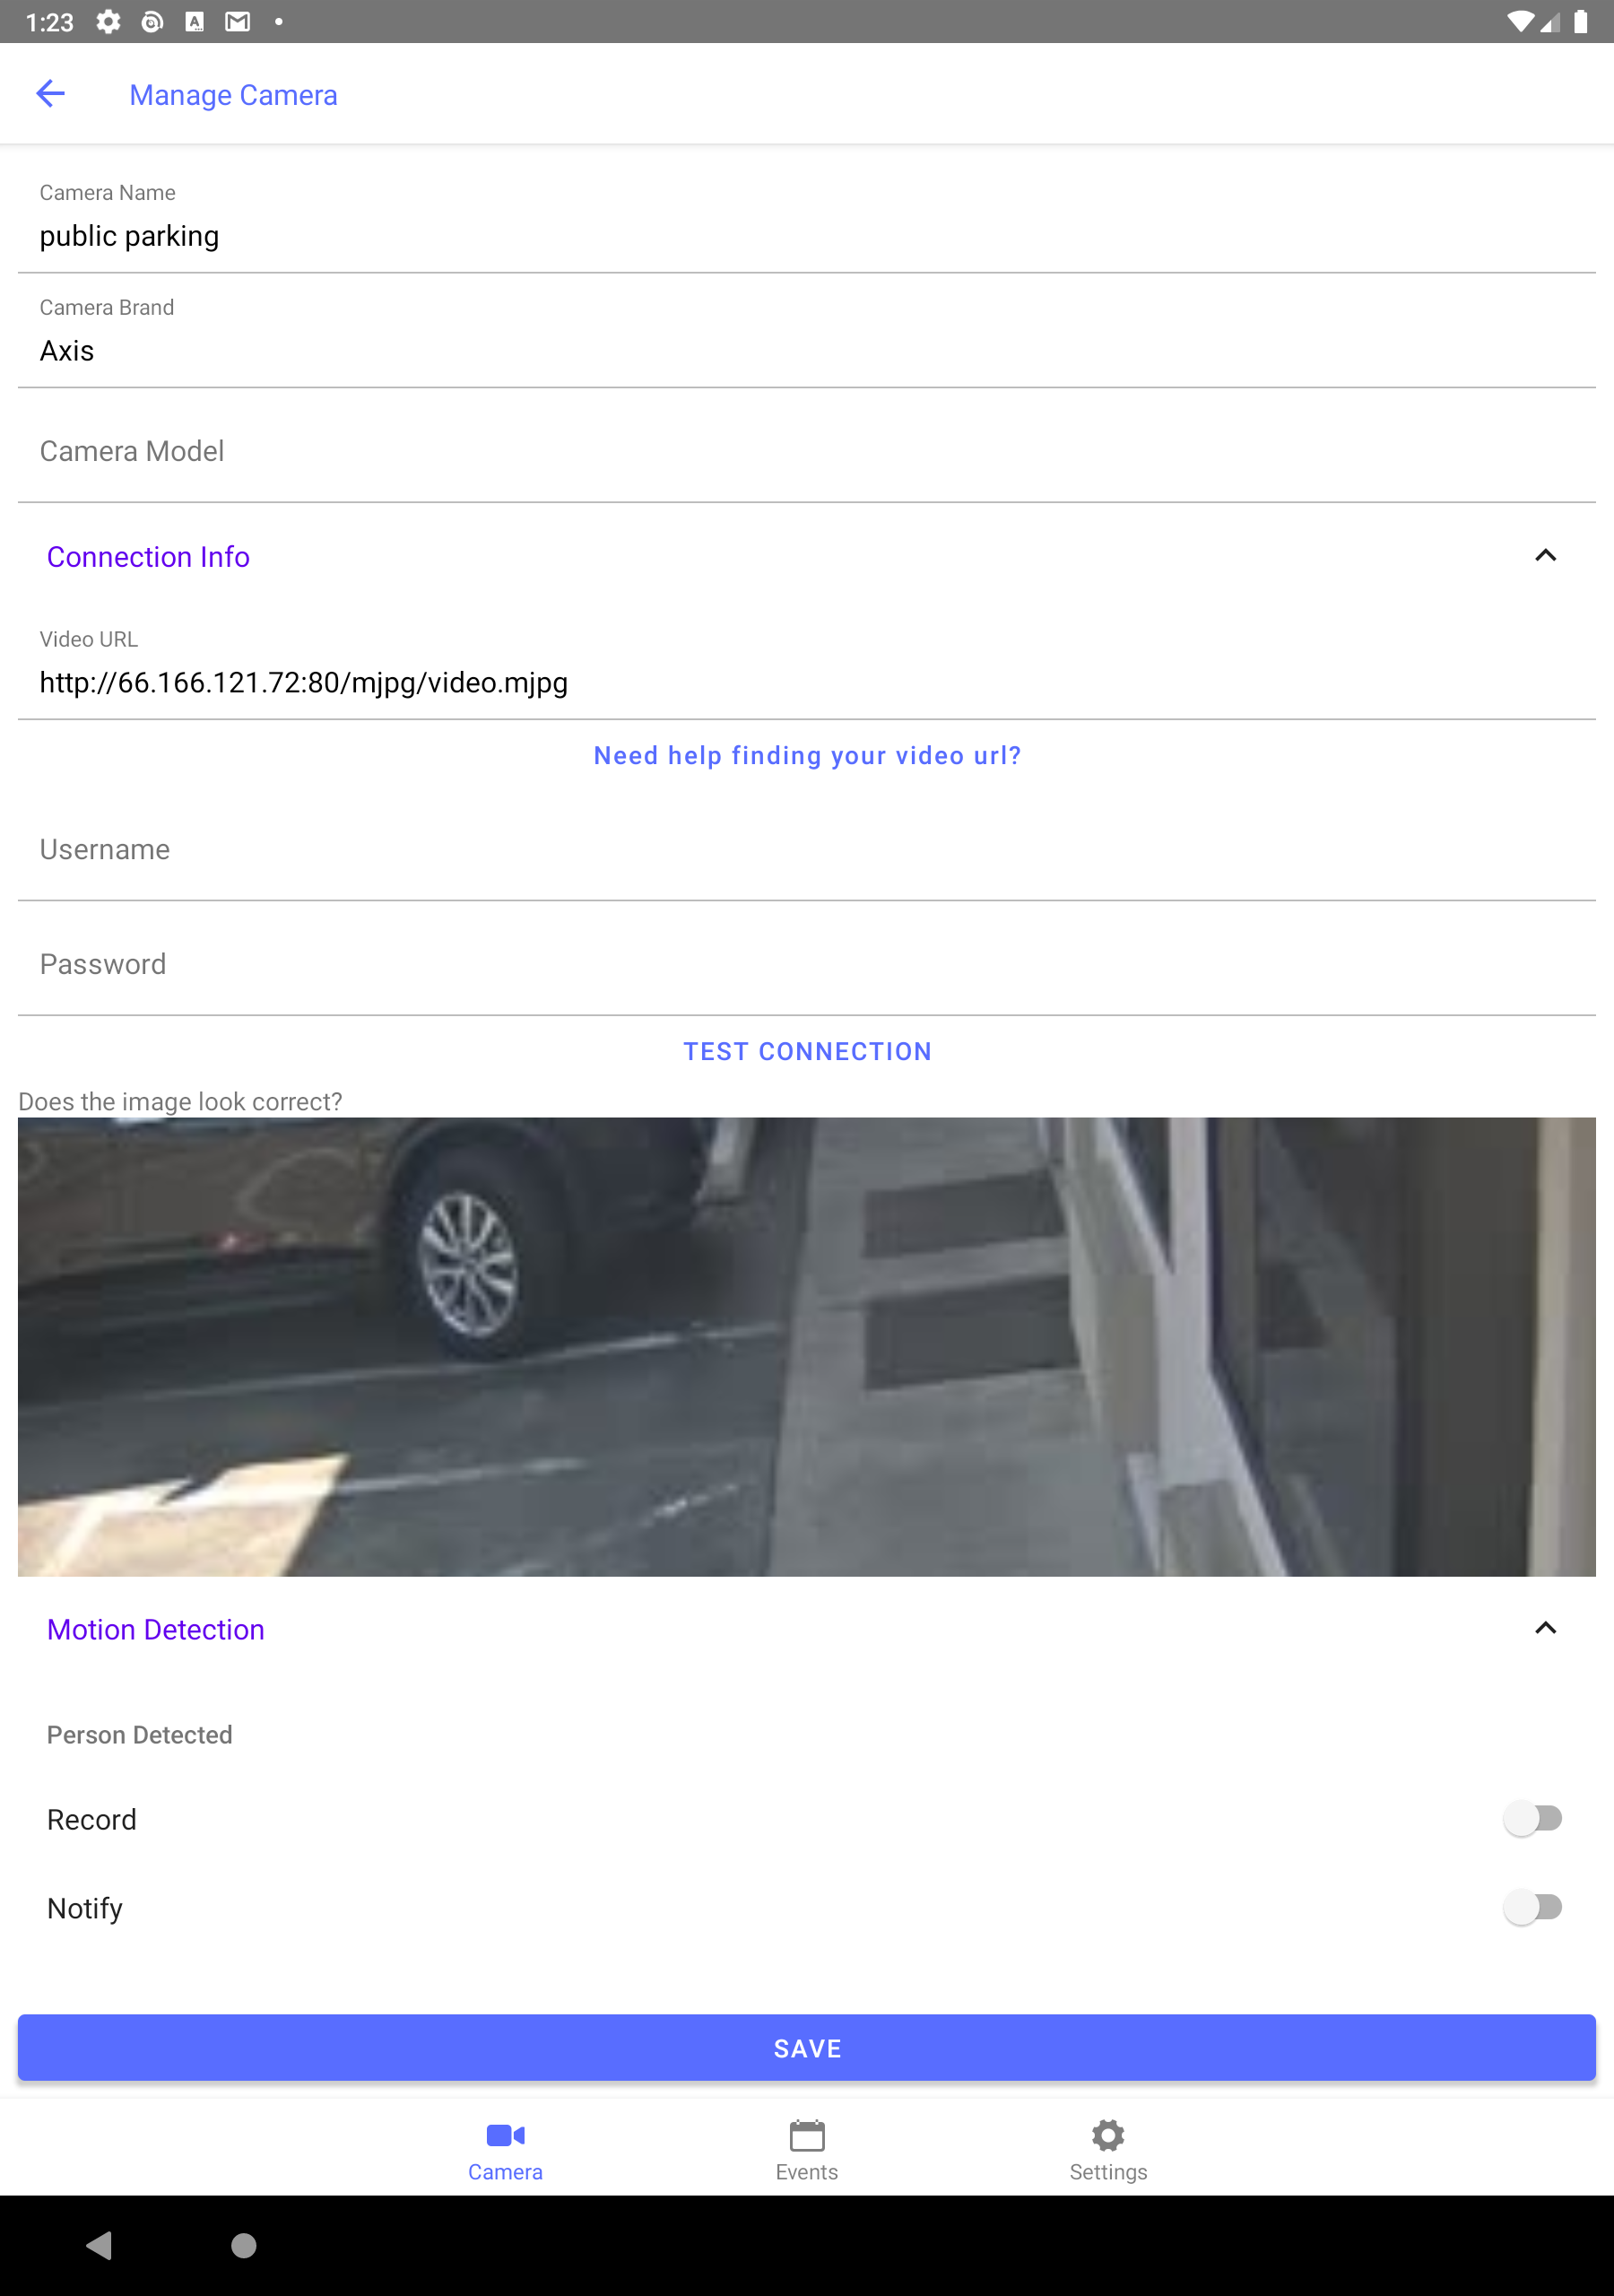 1:23
Manage Camera
Camera Name
public parking
Camera Brand
Axis
Camera Model
Connection Info
Video URL
http://66.166.121.72:80/mjpg/video.mjpg
Need help finding your video url?
Username
Password
TEST CONNECTION
Does the image look correct?
Motion Detection
Person Detected
Record
Notify
SAVE
Camera Events Settings